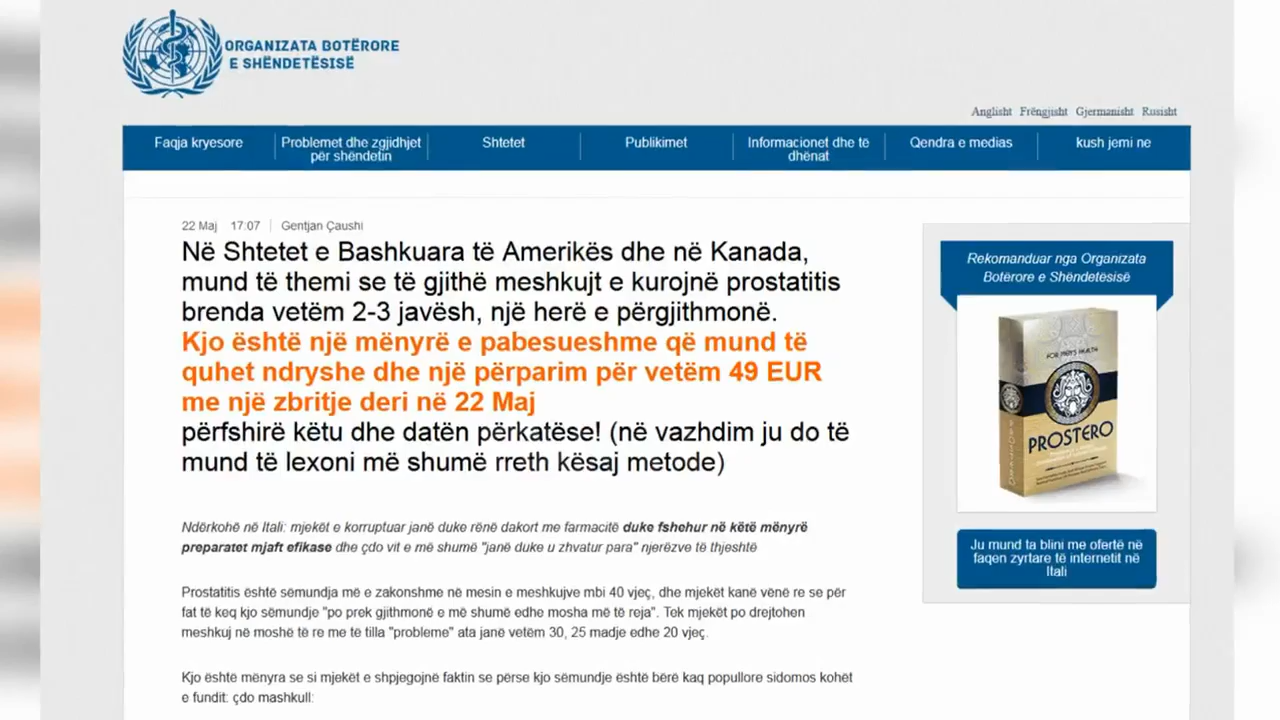 ORGANIZATA BOTËRORE
E SHËNDETËSISË
Anglisht Frëngjisht Gjermanisht Rusisht
Faqja kryesore
Problemet dhe zgjidhjet
për shëndetin
Shtetet
Publikimet
Informacionet dhe të
dhënat
Qendra e medias
kush jemi ne
22 Maj 17:07 Gentjan Çaushi
Në Shtetet e Bashkuara të Amerikës dhe në Kanada,
mund të themi se të gjithë meshkujt e kurojnë prostatitis
brenda vetëm 2-3 javësh, një herë e përgjithmonë.
Kjo është një mënyrë e pabesueshme që mund të
quhet ndryshe dhe një përparim për vetëm 49 EUR
me një zbritje deri në 22 Maj
përfshirë këtu dhe datën përkatëse! (në vazhdim ju do të
mund të lexoni më shumë rreth kësaj metode)
Ndërkohë në Itali: mjekët e korruptuar janë duke rënë dakort me farmacitë duke fshehur në këtë mënyrë
preparatet mjaft efikase dhe çdo vit e më shumë "janë duke u zhvatur para" njerëzve të thjeshtë
Prostatitis është sëmundja më e zakonshme në mesin e meshkujve mbi 40 vjeç, dhe mjekët kanë vënë re se për
fat të keq kjo sëmundje "po prek gjithmonë e më shumë edhe mosha më të reja". Tek mjekët po drejtohen
meshkuj në moshë të re me të tilla "probleme" ata janë vetëm 30, 25 madje edhe 20 vjeç.
Kjo është mënyra se si mjekët e shpjegojnë faktin se përse kjo sëmundje është bërë kaq popullore sidomos kohët
e fundit: çdo mashkull:
Rekomanduar nga Organizata
Botërore e Shëndetësisë
FOR MEN'S HEALTH
PROSTERO
PROSTERO
Ju mund ta blini me ofertë në
faqen zyrtare të internetit në
Itali